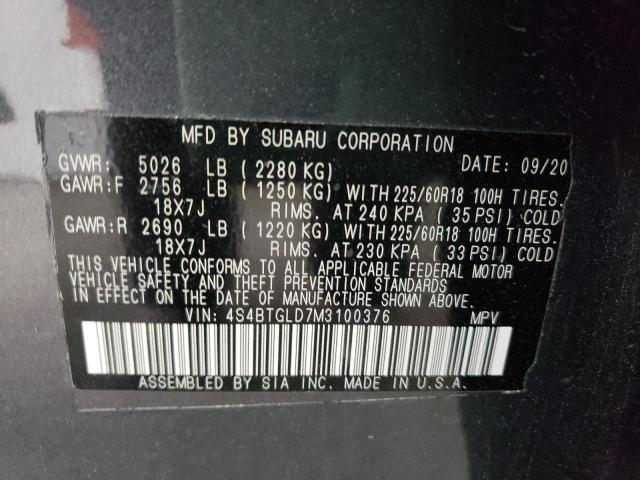 MFD BY SUBARU CORPORATION
GVWR: 5026 LB ( 2280 KG) DATE: 09/20
GAWR:F 2756 LB ( 1250 KG) WITH 225/60R18 100H TIRES.
18X7J RIMS. AT 240 KPA ( 35 PSI) COLD
GAWR:R 2690 LB ( 1220 KG) WITH 225/60R18 100H TIRES.
18X7J RIMS. AT 230 KPA ( 33 PSI) COLD
THIS VEHICLE CONFORMS TO ALL APPLICABLE FEDERAL MOTOR
VEHICLE SAFETY, BUMPER, AND THEFT PREVENTION STANDARDS
IN EFFECT ON THE DATE OF MANUFACTURE SHOWN ABOVE.
VIN: 4S4BTGLD7M3100376 MPV
ASSEMBLED BY SIA INC. MADE IN U.S.A.